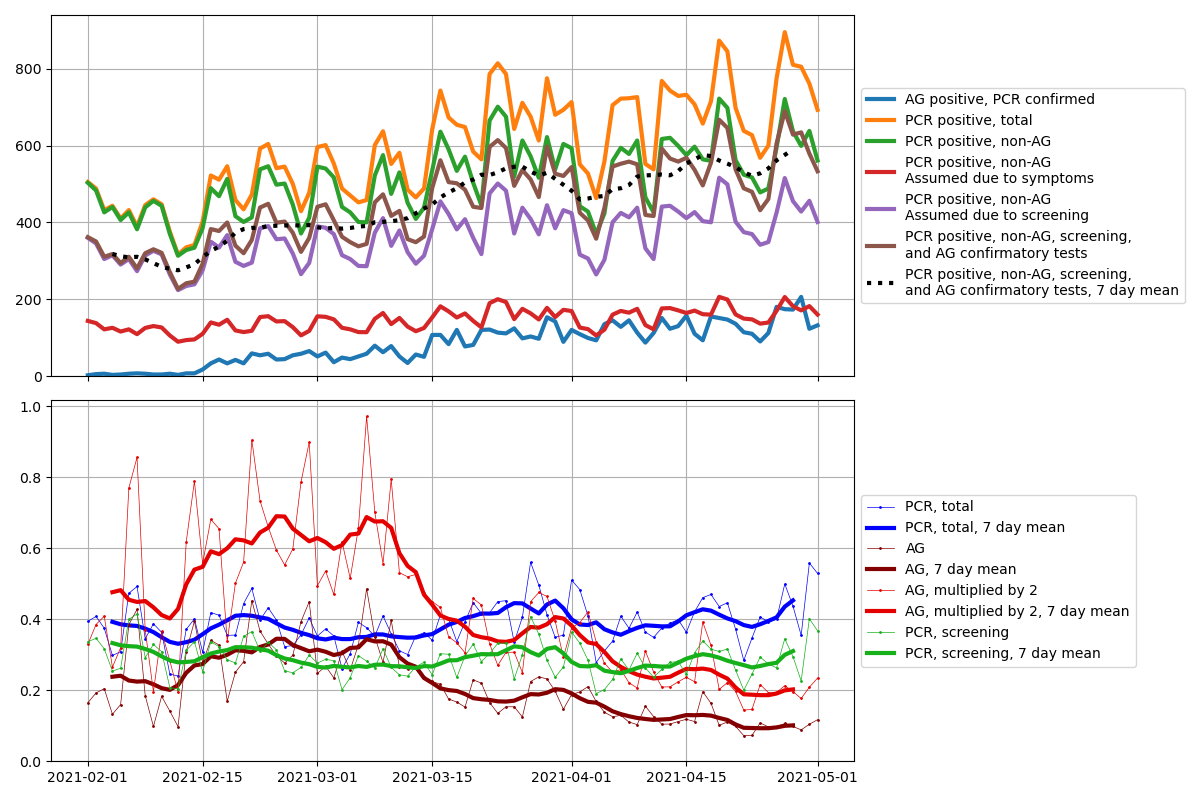 800
600
400
200
0
AG positive, PCR confirmed
PCR positive, total
PCR positive, non-AG
PCR positive, non-AG
Assumed due to symptoms
PCR positive, non-AG
Assumed due to screening
PCR positive, non-AG, screening,
and AG confirmatory tests
PCR positive, non-AG, screening,
and AG confirmatory tests, 7 day mean
1.0
0.8
0.6
0.4
0.2
0.0
2021-02-01
2021-02-15
2021-03-01
2021-03-15
2021-04-01
2021-04-15
2021-05-01
PCR, total
PCR, total, 7 day mean
AG
AG, 7 day mean
AG, multiplied by 2
AG, multiplied by 2, 7 day mean
PCR, screening
PCR, screening, 7 day mean